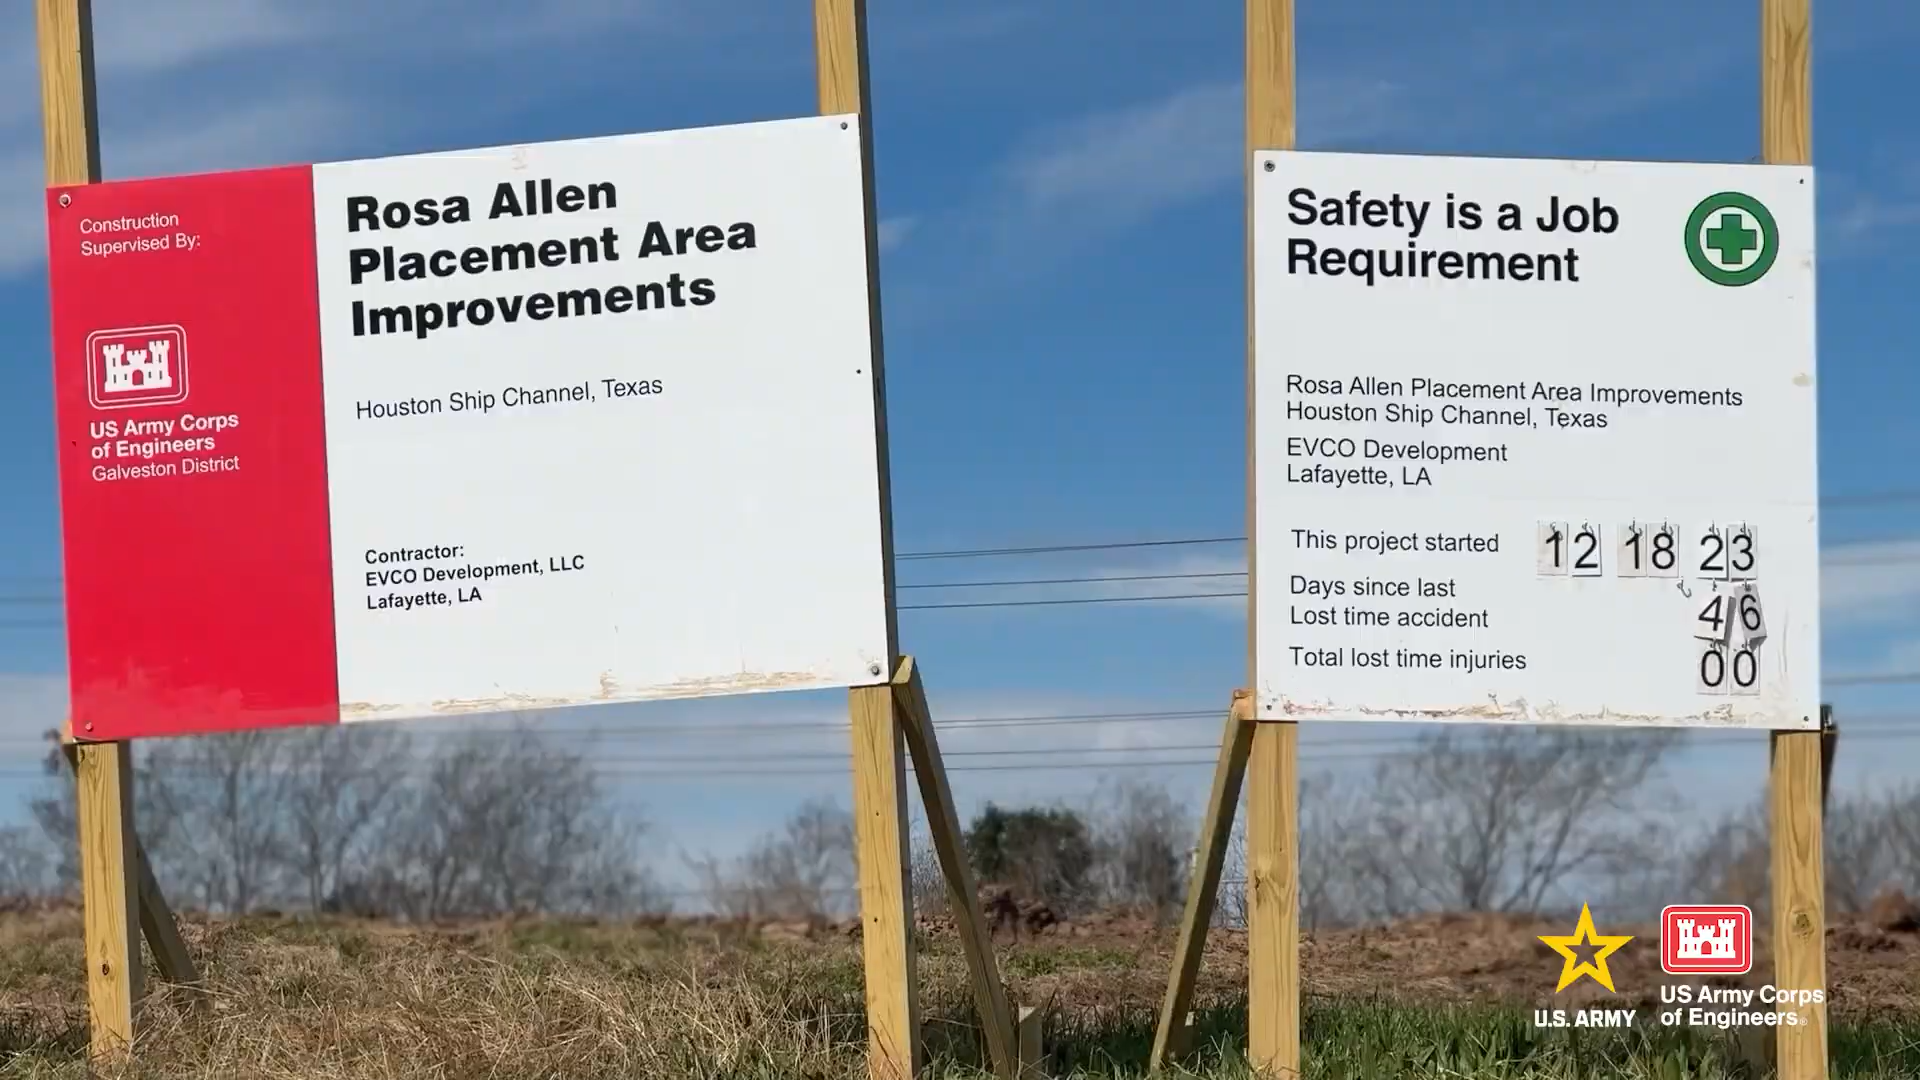 Construction
Supervised By:
US Army Corps
of Engineers
Galveston District
Rosa Allen
Placement Area
Improvements
Houston Ship Channel, Texas
Contractor:
EVCO Development, LLC
Lafayette, LA
Safety is a Job
Requirement
Rosa Allen Placement Area Improvements
Houston Ship Channel, Texas
EVCO Development
Lafayette, LA
This project started 12 18 23
Days since last
Lost time accident 46
Total lost time injuries 00
U.S. ARMY
US Army Corps
of Engineers®